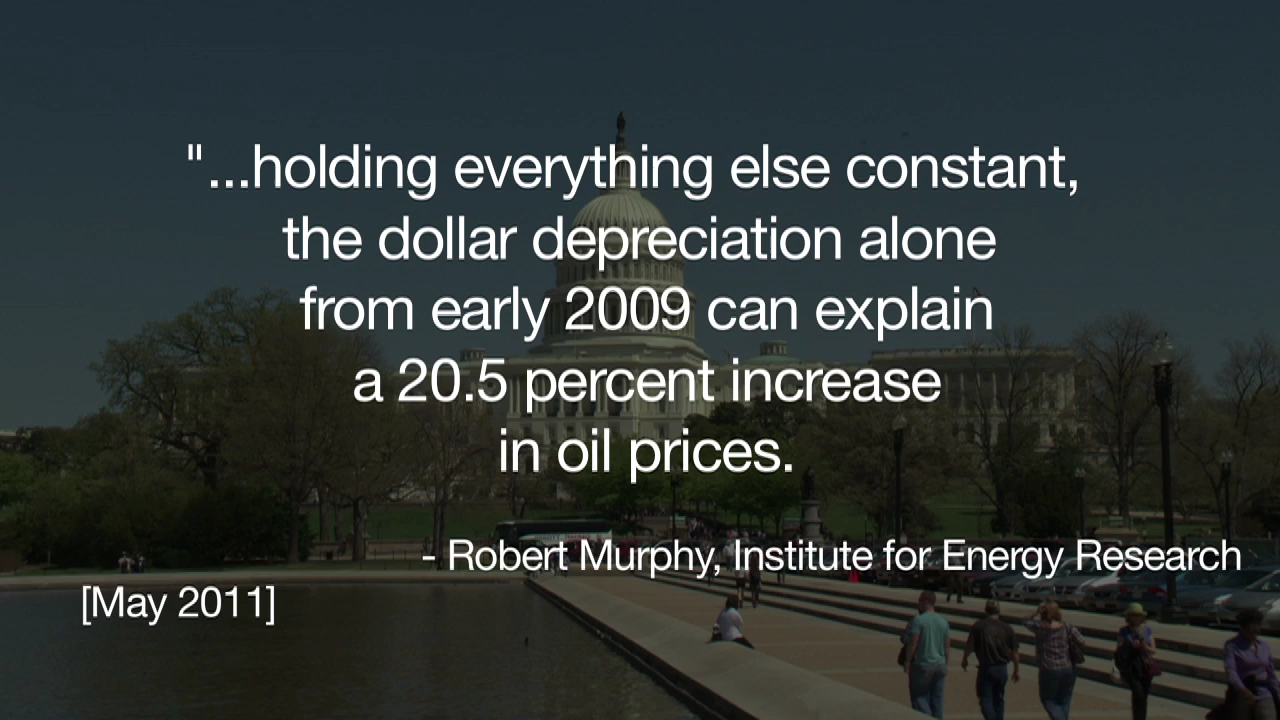 "...holding everything else constant,
the dollar depreciation alone
from early 2009 can explain
a 20.5 percent increase
in oil prices.
- Robert Murphy, Institute for Energy Research
[May 2011]